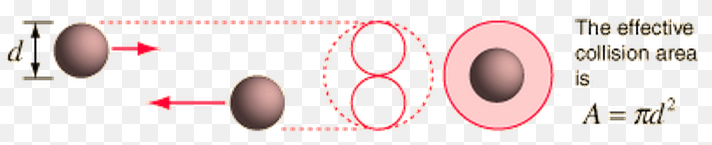 d
The effective
collision area
is
A = πd²